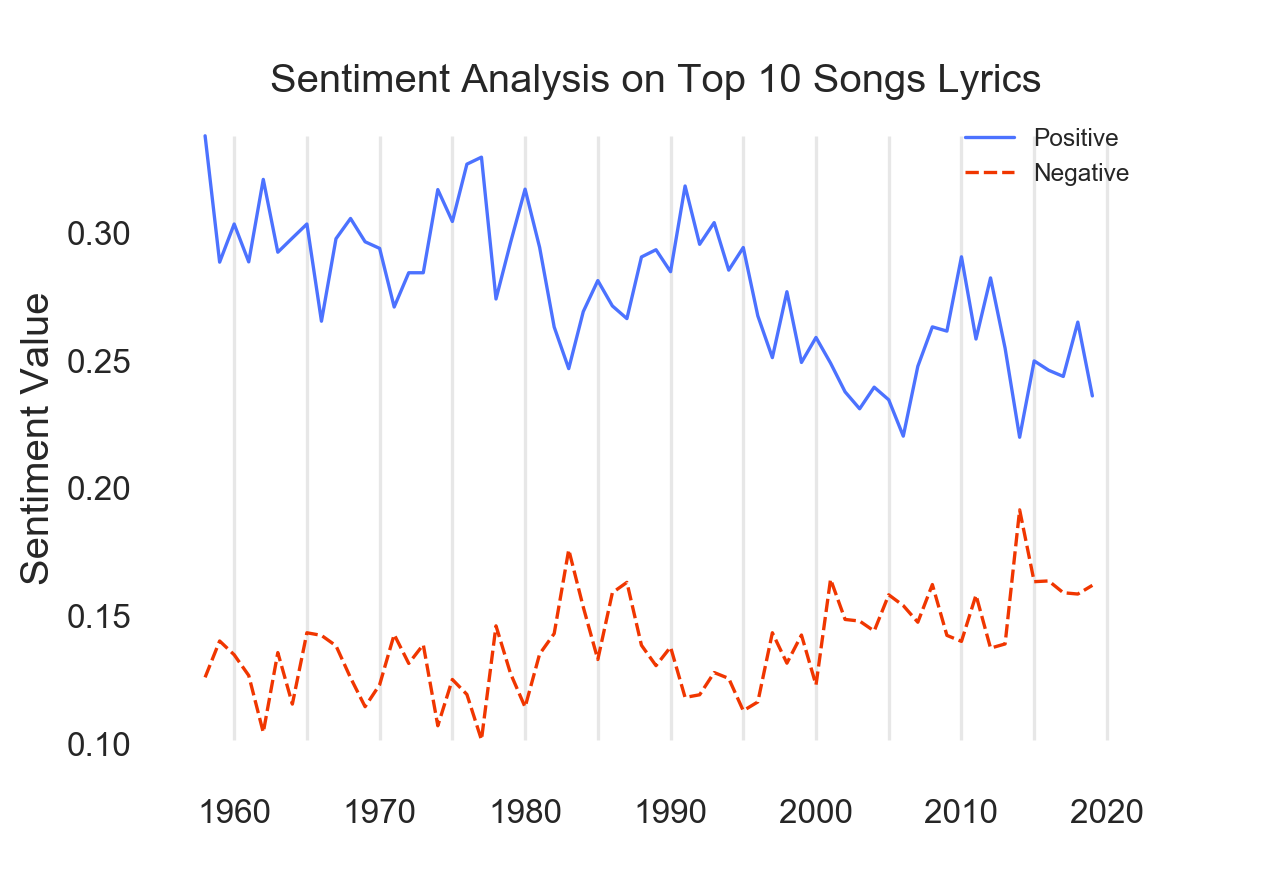 Sentiment Analysis on Top 10 Songs Lyrics
Positive
Negative
Sentiment Value
0.30
0.25
0.20
0.15
0.10
1960 1970 1980 1990 2000 2010 2020